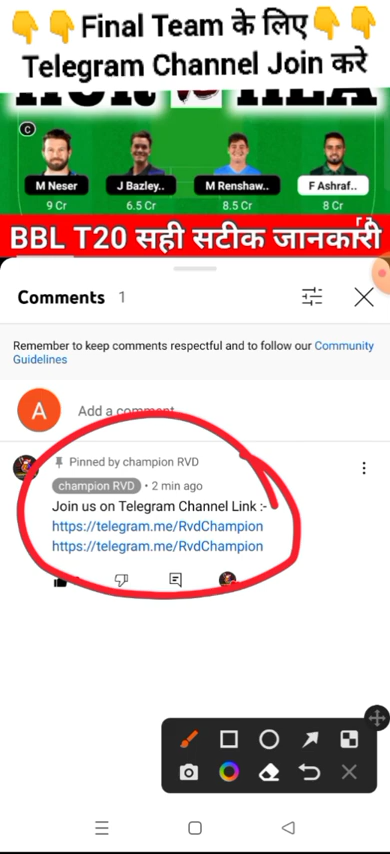 👇👇Final Team के लिए👇👇
Telegram Channel Join करे
C
M Neser
J Bazley..
M Renshaw..
F Ashraf..
9 Cr
6.5 Cr
8.5 Cr
8 Cr
BBL T20 सही सटीक जानकारी
Comments 1
Remember to keep comments respectful and to follow our Community
Guidelines
A
Add a comment
Pinned by champion RVD
champion RVD • 2 min ago
Join us on Telegram Channel Link :-
https://telegram.me/RvdChampion
https://telegram.me/RvdChampion